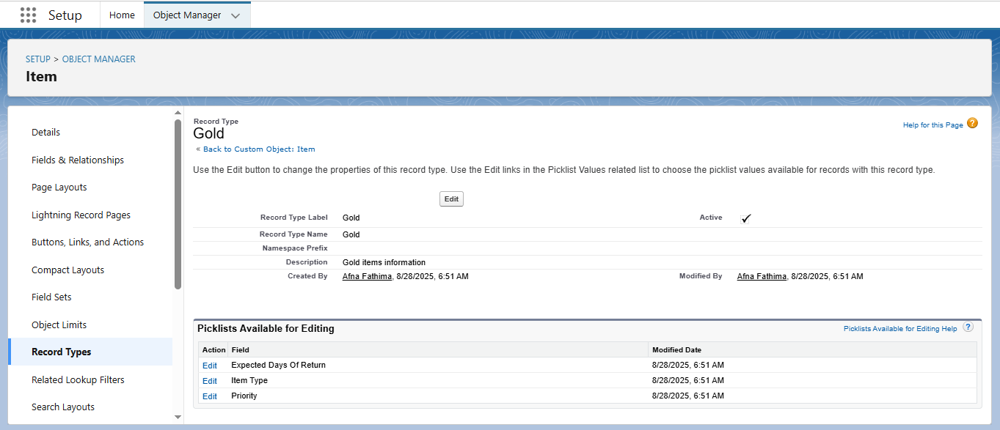 Setup Home Object Manager
SETUP > OBJECT MANAGER
Item
Details
Fields & Relationships
Page Layouts
Lightning Record Pages
Buttons, Links, and Actions
Compact Layouts
Field Sets
Object Limits
Record Types
Related Lookup Filters
Search Layouts
Record Type
Gold
Help for this Page ?
« Back to Custom Object: Item
Use the Edit button to change the properties of this record type. Use the Edit links in the Picklist Values related list to choose the picklist values available for records with this record type.
Edit
Record Type Label Gold Active ✓
Record Type Name Gold
Namespace Prefix
Description Gold items information
Created By Afna Fathima, 8/28/2025, 6:51 AM Modified By Afna Fathima, 8/28/2025, 6:51 AM
Picklists Available for Editing Picklists Available for Editing Help ?
Action Field Modified Date
Edit Expected Days Of Return 8/28/2025, 6:51 AM
Edit Item Type 8/28/2025, 6:51 AM
Edit Priority 8/28/2025, 6:51 AM